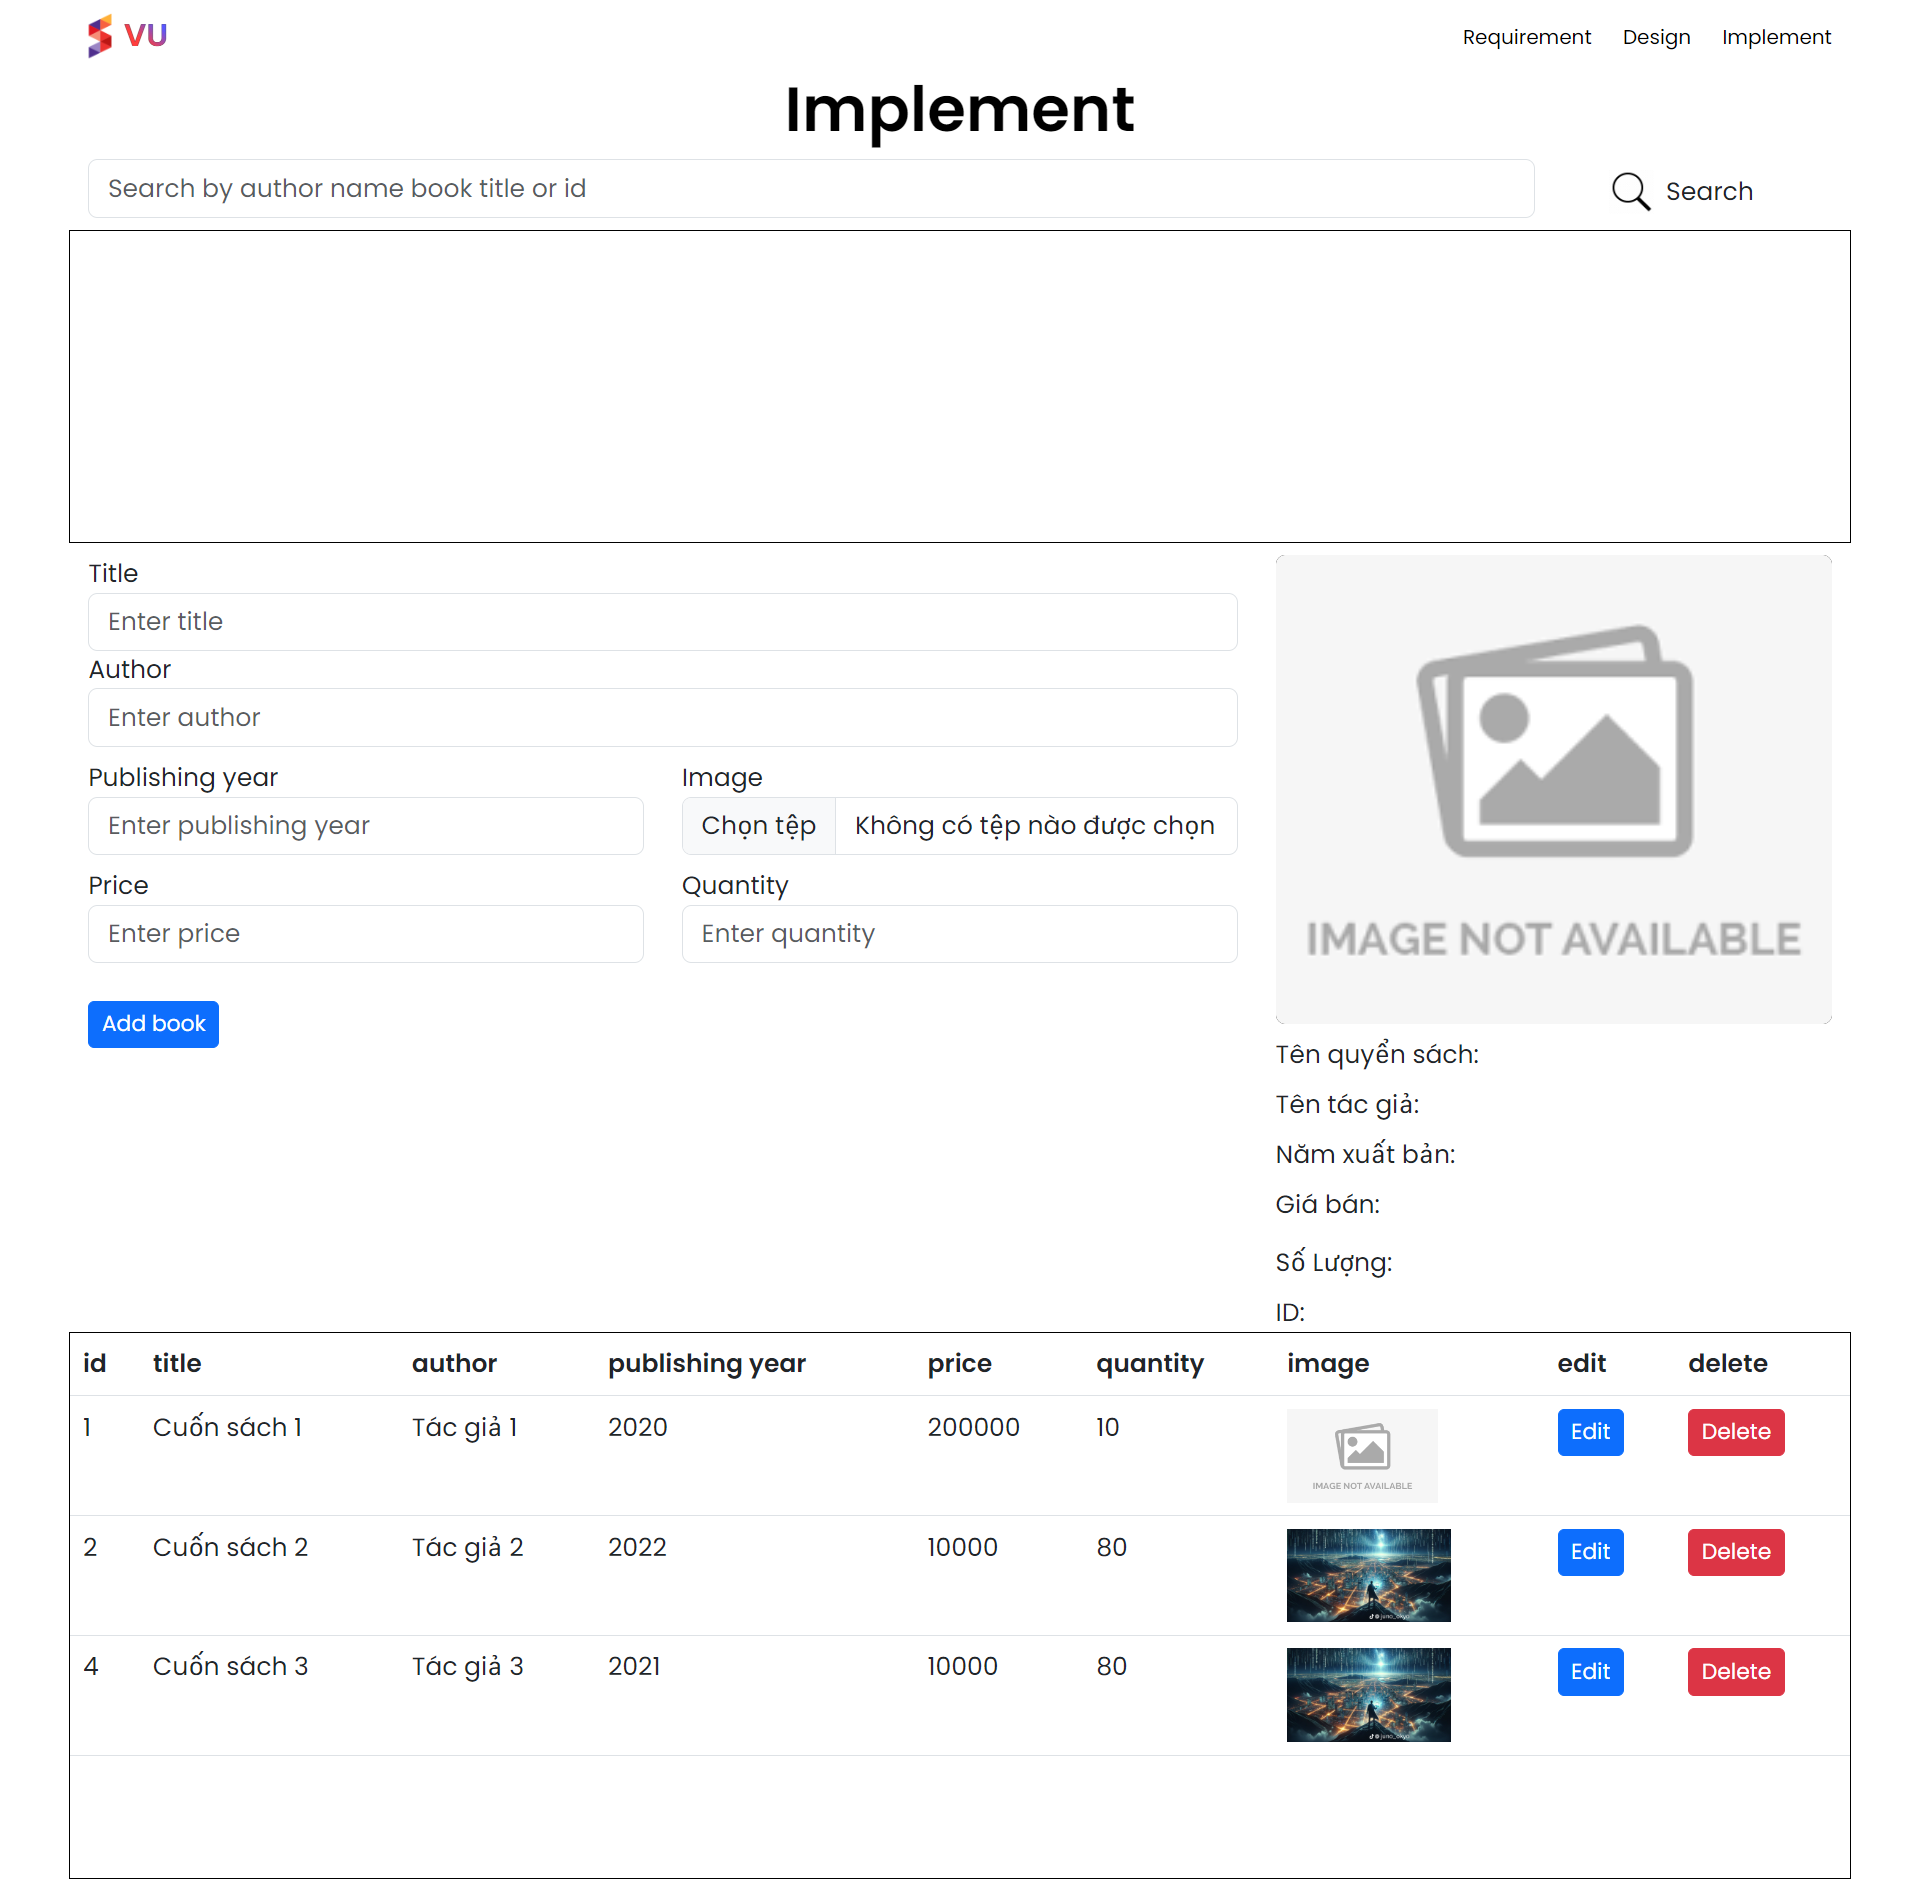 VU
Requirement Design Implement
Implement
Search by author name book title or id
Search
Title
Enter title
Author
Enter author
Publishing year
Enter publishing year
Image
Chọn tệp Không có tệp nào được chọn
Price
Enter price
Quantity
Enter quantity
Add book
IMAGE NOT AVAILABLE
Tên quyển sách:
Tên tác giả:
Năm xuất bản:
Giá bán:
Số Lượng:
ID:
id title author publishing year price quantity image edit delete
1 Cuốn sách 1 Tác giả 1 2020 200000 10 Edit Delete
IMAGE NOT AVAILABLE
2 Cuốn sách 2 Tác giả 2 2022 10000 80 Edit Delete
4 Cuốn sách 3 Tác giả 3 2021 10000 80 Edit Delete